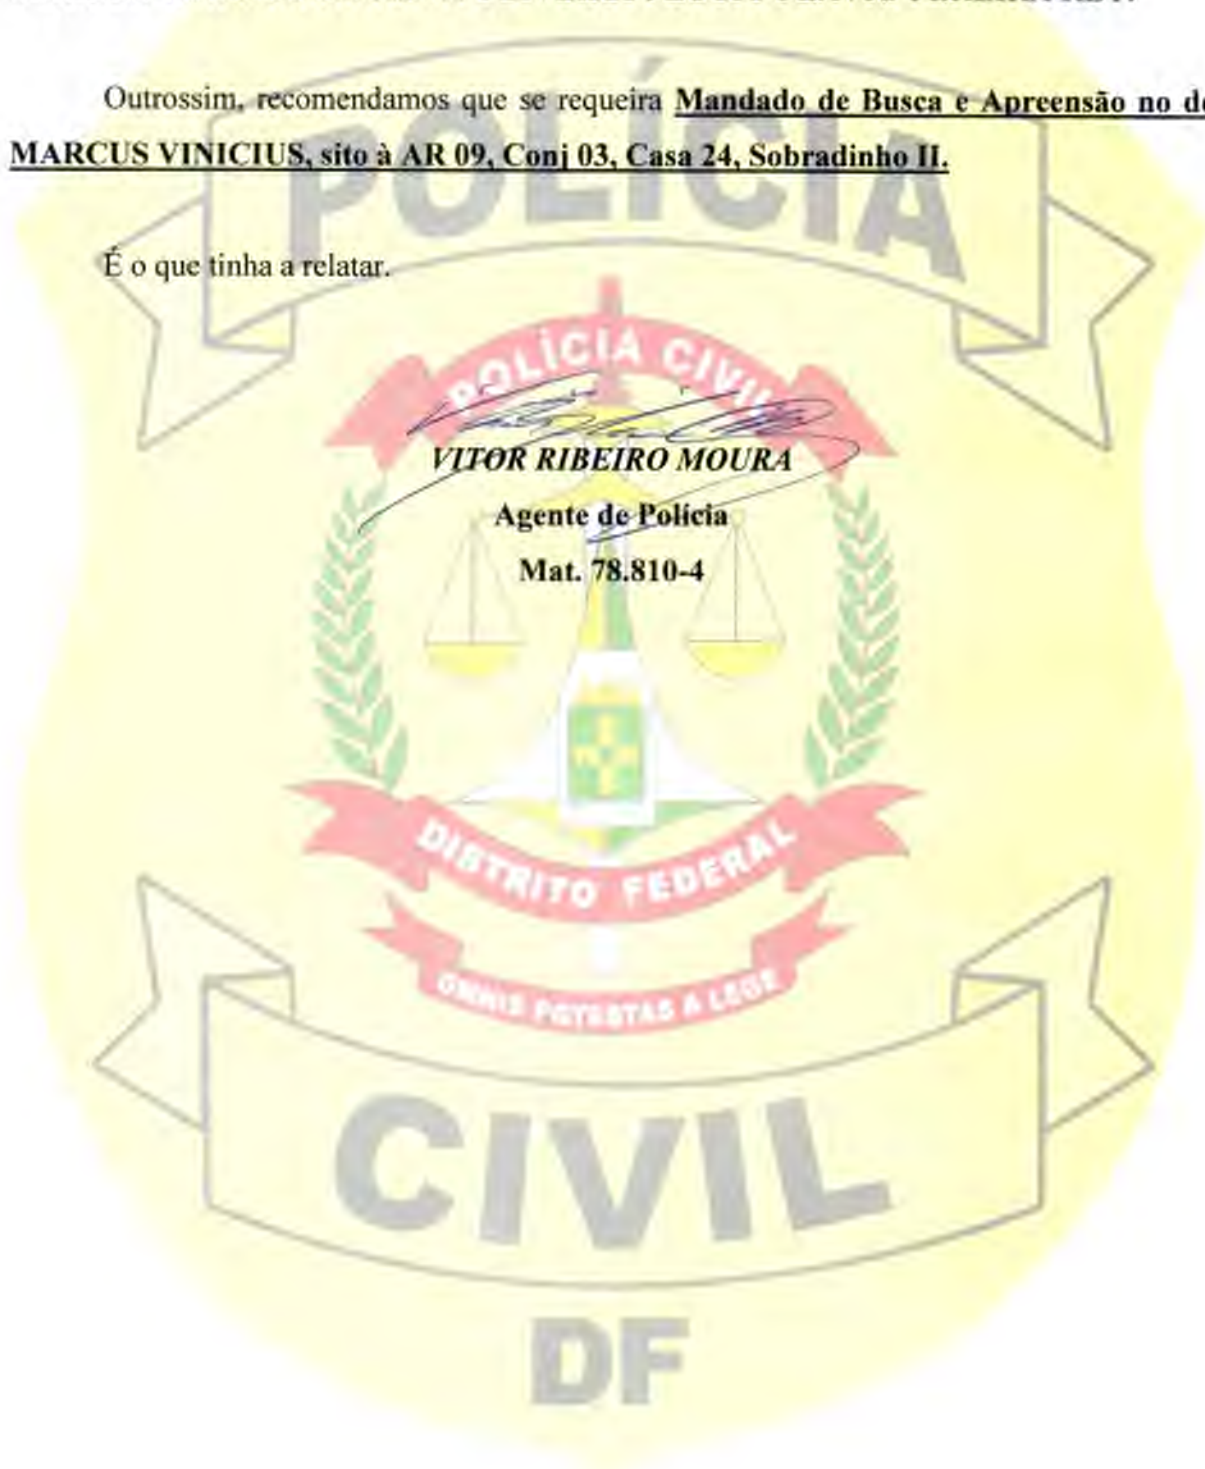 Outrossim, recomendamos que se requeira Mandado de Busca e Apreensão no
MARCUS VINICIUS, sito à AR 09, Conj 03, Casa 24, Sobradinho II.
POLÍCIA
É o que tinha a relatar.
POLÍCIA CIVIL
VITOR RIBEIRO MOURA
Agente de Polícia
Mat. 78.810-4
DISTRITO FEDERAL
OMNIS POTESTAS A LEGE
CIVIL
DF